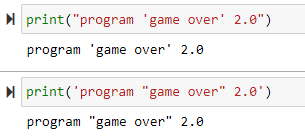 print("program 'game over' 2.0")
program 'game over' 2.0
print('program "game over" 2.0')
program "game over" 2.0